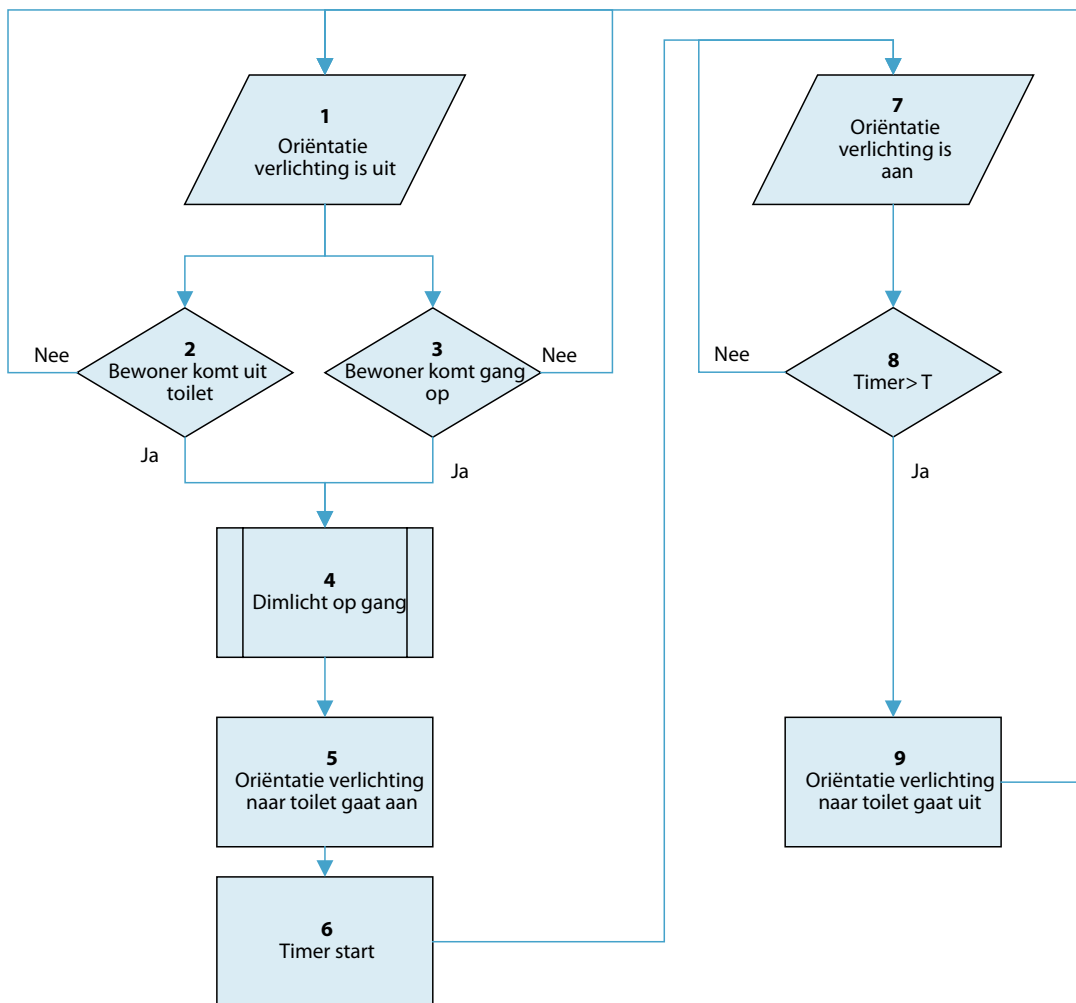 1
Oriëntatie
verlichting is uit
2
Bewoner komt uit
toilet
Nee
Ja
3
Bewoner komt gang
op
Nee
Ja
4
Dimlicht op gang
5
Oriëntatie verlichting
naar toilet gaat aan
6
Timer start
7
Oriëntatie
verlichting is
aan
8
Timer> T
Nee
Ja
9
Oriëntatie verlichting
naar toilet gaat uit